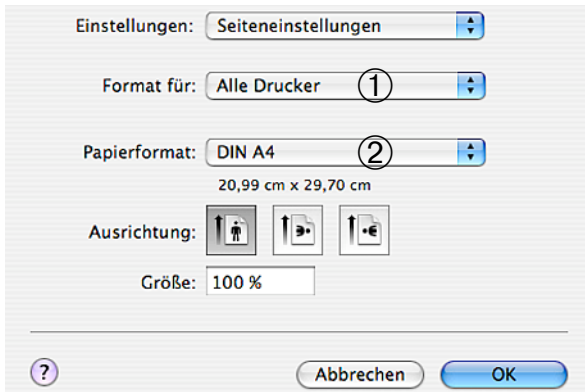 Einstellungen: Seiteneinstellungen
Format für: Alle Drucker ①
Papierformat: DIN A4 ②
20,99 cm x 29,70 cm
Ausrichtung:
Größe: 100 %
? Abbrechen OK